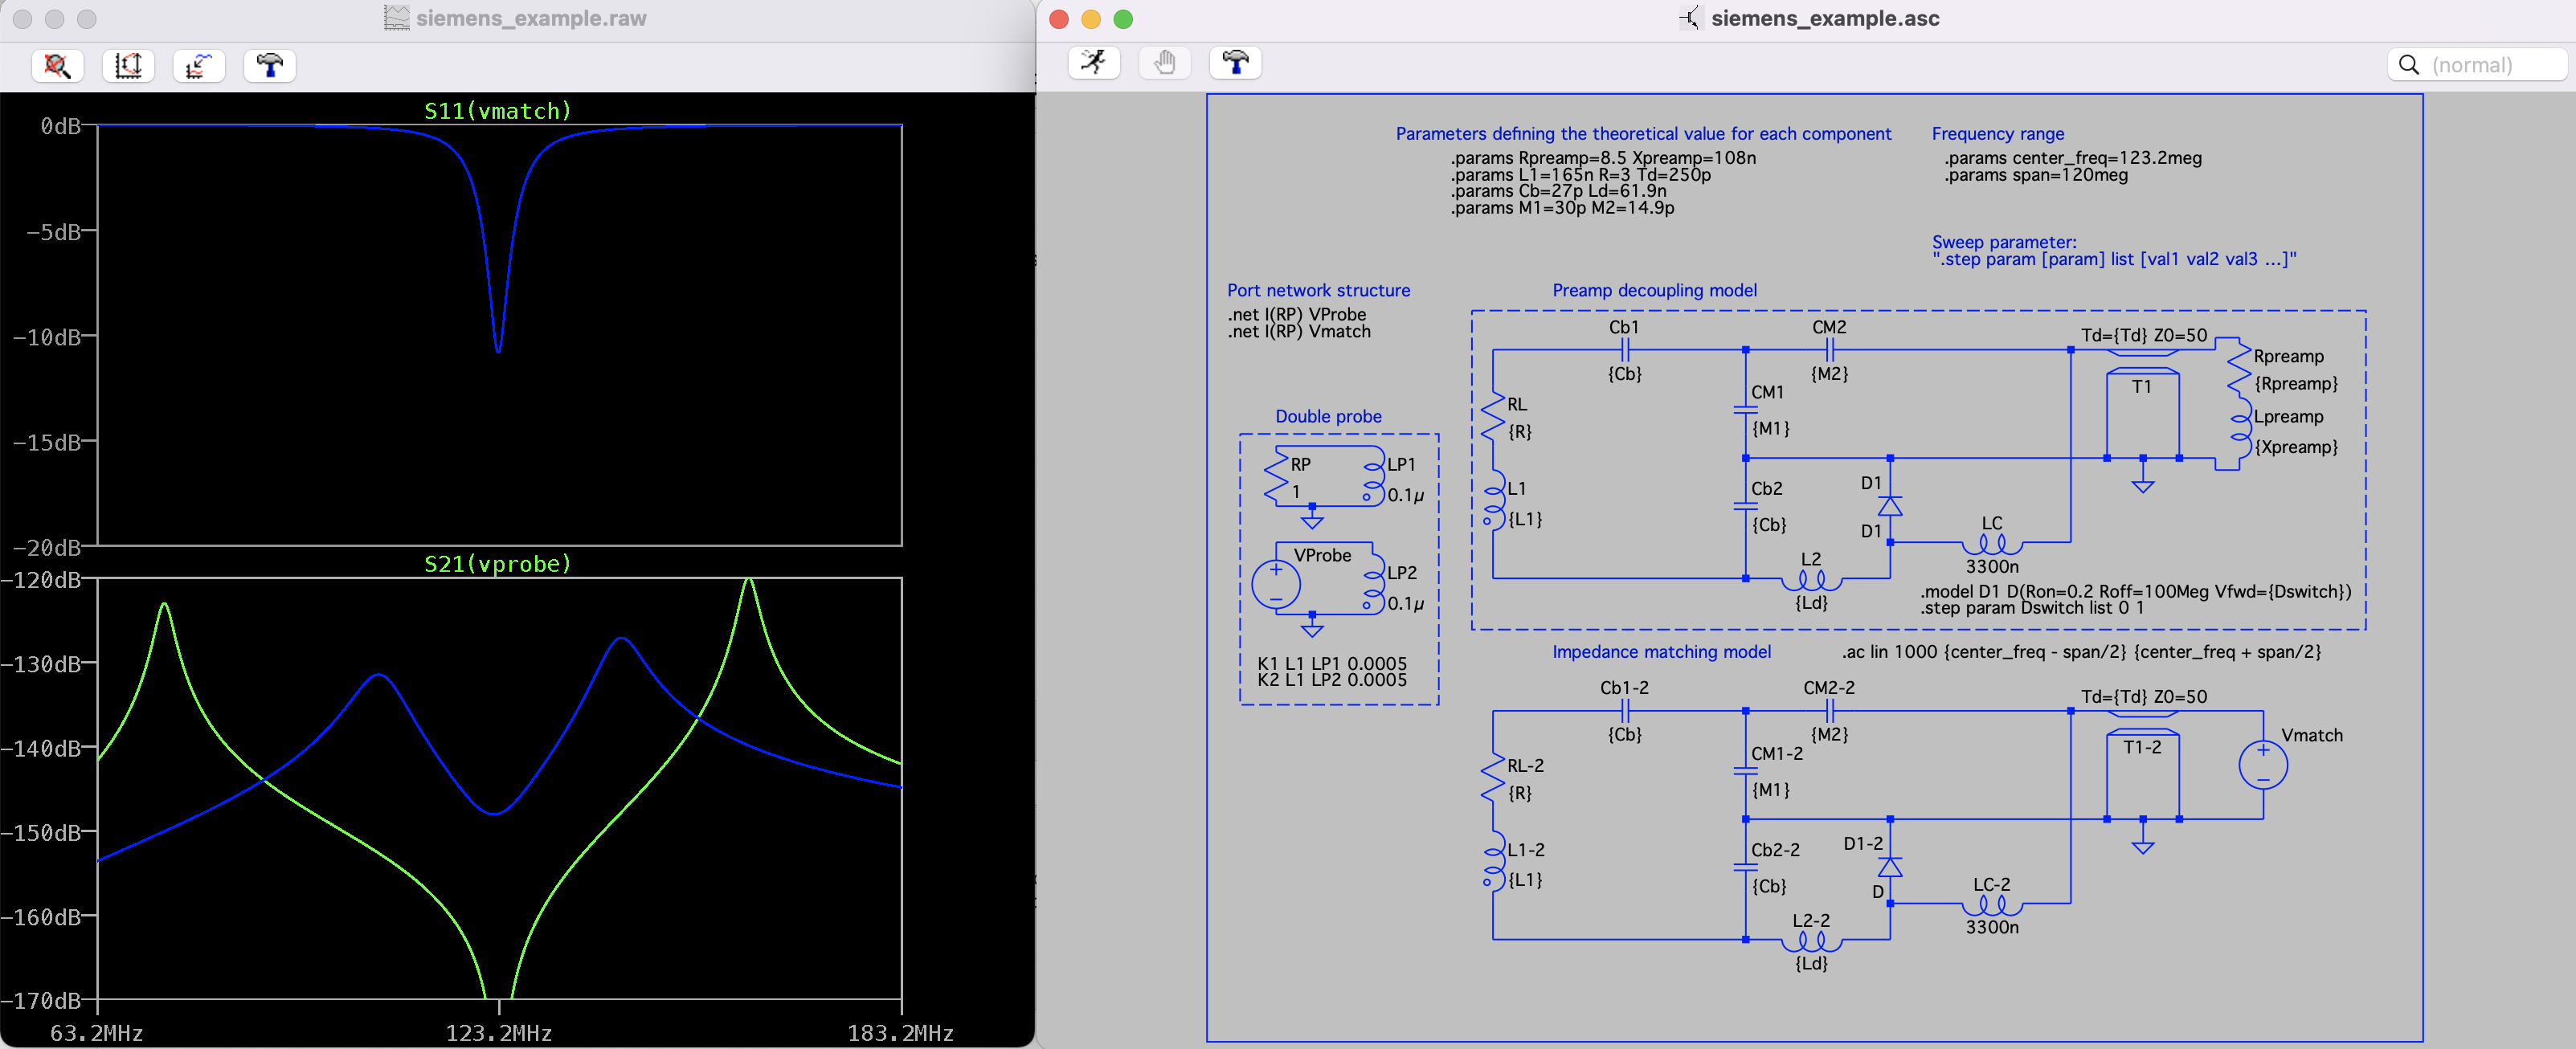 siemens_example.raw
S11(vmatch)
0dB
-5dB
-10dB
-15dB
-20dB
S21(vprobe)
-120dB
-130dB
-140dB
-150dB
-160dB
-170dB
63.2MHz
123.2MHz
183.2MHz
siemens_example.asc
(normal)
Parameters defining the theoretical value for each component
.params Rpreamp=8.5 Xpreamp=108n
.params L1=165n R=3 Td=250p
.params Cb=27p Ld=61.9n
.params M1=30p M2=14.9p
Frequency range
.params center_freq=123.2meg
.params span=120meg
Sweep parameter:
".step param [param] list [val1 val2 val3 ...]"
Port network structure
.net I(RP) VProbe
.net I(RP) Vmatch
Double probe
RP
1
LP1
0.1µ
VProbe
LP2
0.1µ
K1 L1 LP1 0.0005
K2 L1 LP2 0.0005
Preamp decoupling model
Cb1
{Cb}
CM2
{M2}
Td={Td} Z0=50
T1
Rpreamp
{Rpreamp}
Lpreamp
{Xpreamp}
RL
{R}
CM1
{M1}
L1
{L1}
Cb2
{Cb}
D1
D1
LC
3300n
L2
{Ld}
.model D1 D(Ron=0.2 Roff=100Meg Vfwd={Dswitch})
.step param Dswitch list 0 1
Impedance matching model
.ac lin 1000 {center_freq - span/2} {center_freq + span/2}
Cb1-2
{Cb}
CM2-2
{M2}
Td={Td} Z0=50
T1-2
Vmatch
RL-2
{R}
CM1-2
{M1}
L1-2
{L1}
Cb2-2
{Cb}
D1-2
D
LC-2
3300n
L2-2
{Ld}